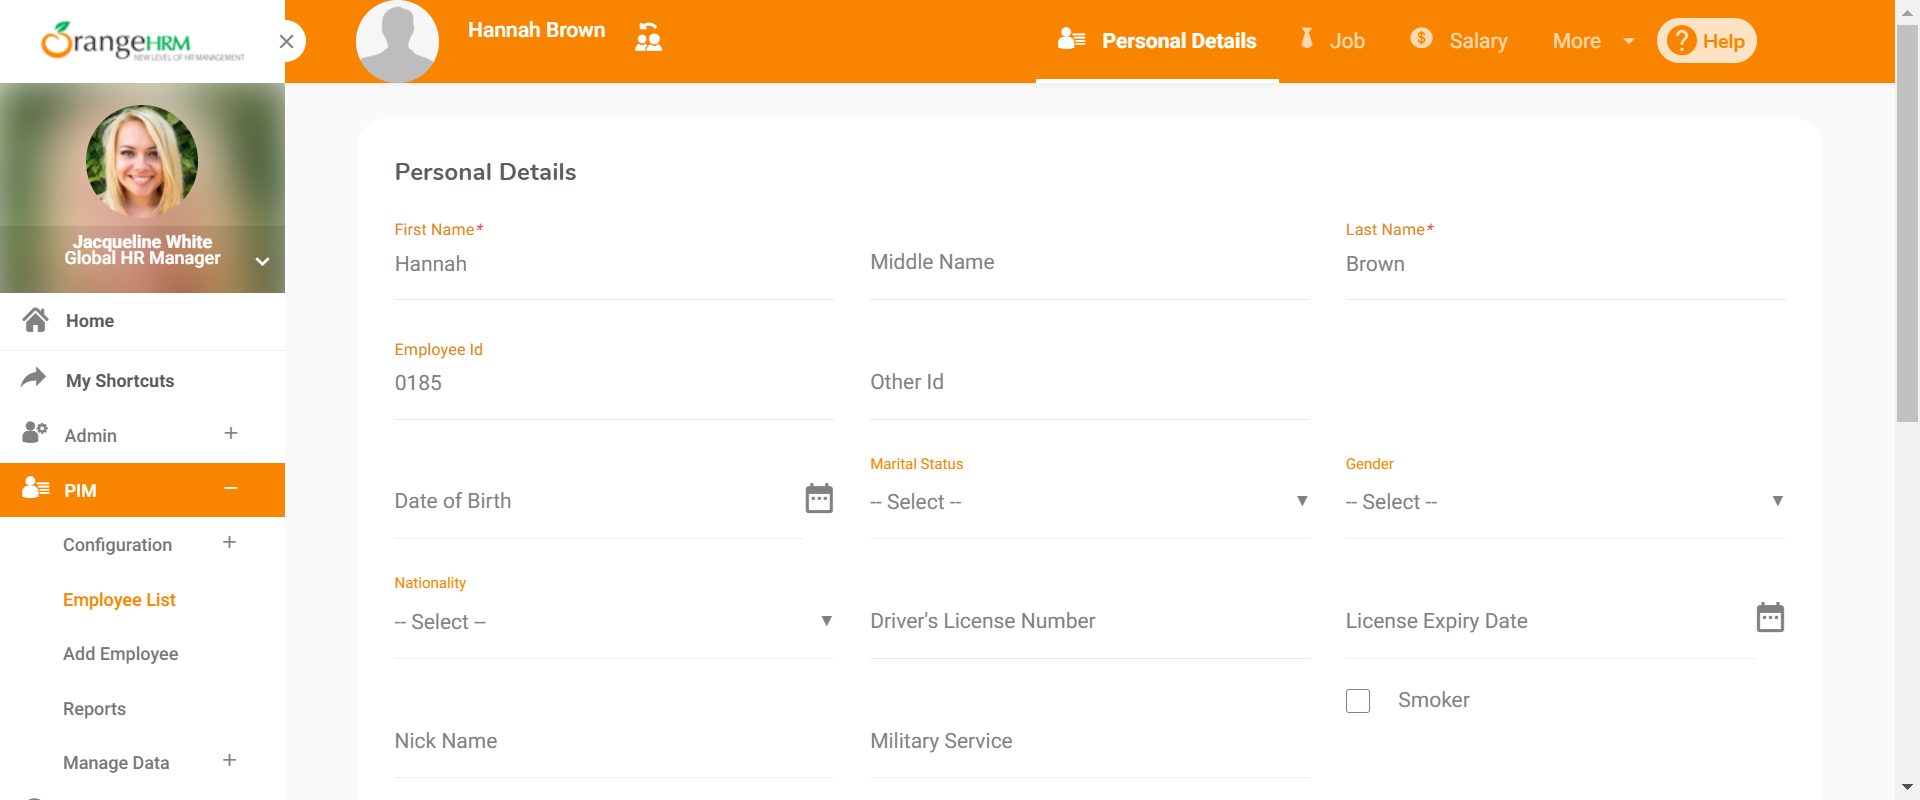 OrangeHRM
NEW LEVEL OF HR MANAGEMENT
Hannah Brown
Personal Details
Job
$
Salary
More
? Help
Jacqueline White
Global HR Manager
Home
My Shortcuts
Admin +
PIM −
Configuration +
Employee List
Add Employee
Reports
Manage Data +
Personal Details
First Name*
Hannah
Middle Name
Last Name*
Brown
Employee Id
0185
Other Id
Date of Birth
Marital Status
-- Select --
Gender
-- Select --
Nationality
-- Select --
Driver's License Number
License Expiry Date
Smoker
Nick Name
Military Service